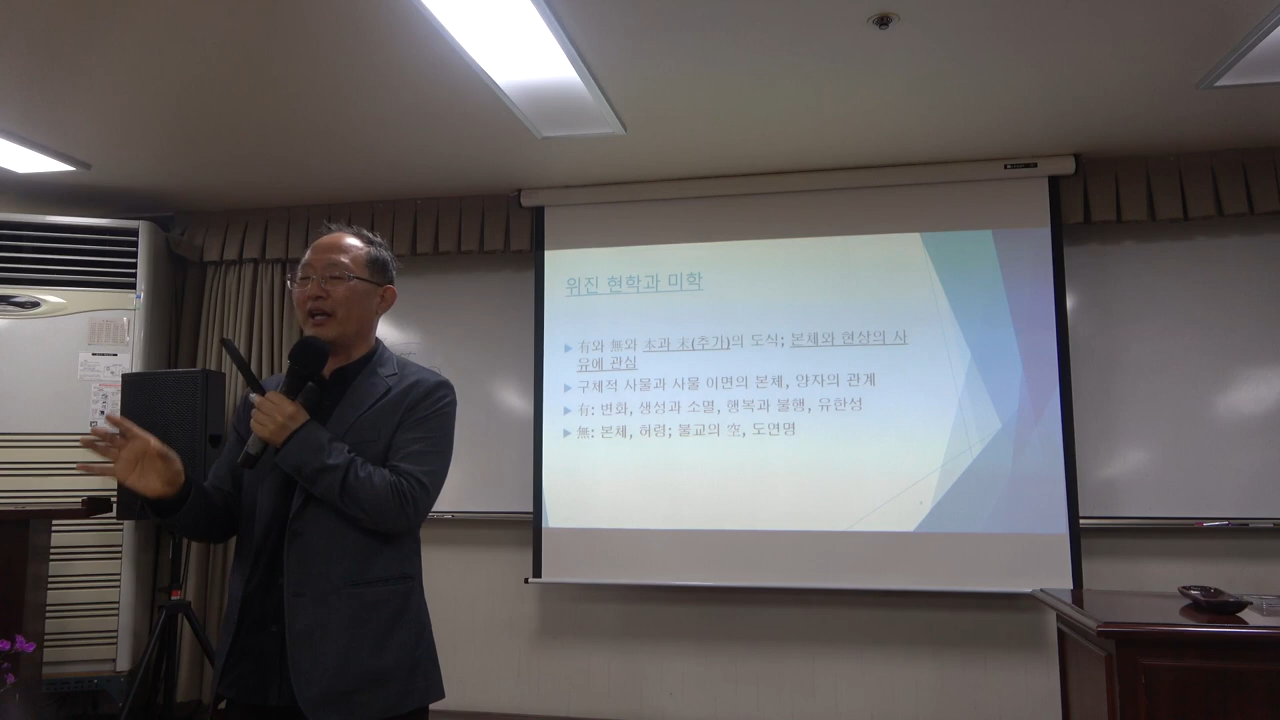 위진 현학과 미학
有와 無와 本과 末(추가)의 도식; 본체와 현상의 사
유에 관심
구체적 사물과 사물 이면의 본체, 양자의 관계
有: 변화, 생성과 소멸, 행복과 불행, 유한성
無: 본체, 허령; 불교의 空, 도연명